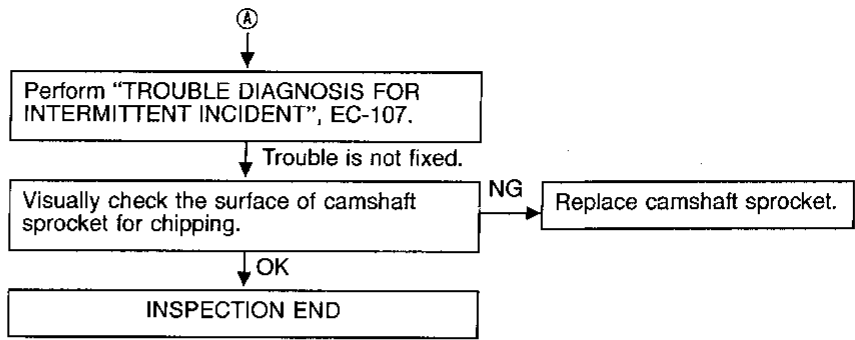 A
Perform “TROUBLE DIAGNOSIS FOR
INTERMITTENT INCIDENT”, EC-107.
Trouble is not fixed.
Visually check the surface of camshaft
sprocket for chipping.
NG
Replace camshaft sprocket.
OK
INSPECTION END